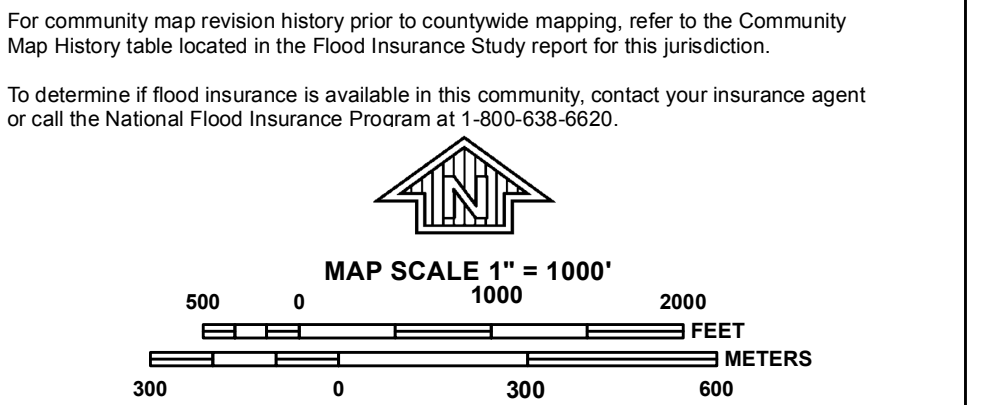 For community map revision history prior to countywide mapping, refer to the Community
Map History table located in the Flood Insurance Study report for this jurisdiction.
To determine if flood insurance is available in this community, contact your insurance agent
or call the National Flood Insurance Program at 1-800-638-6620.
N
MAP SCALE 1" = 1000'
500 0 1000 2000
FEET
METERS
300 0 300 600